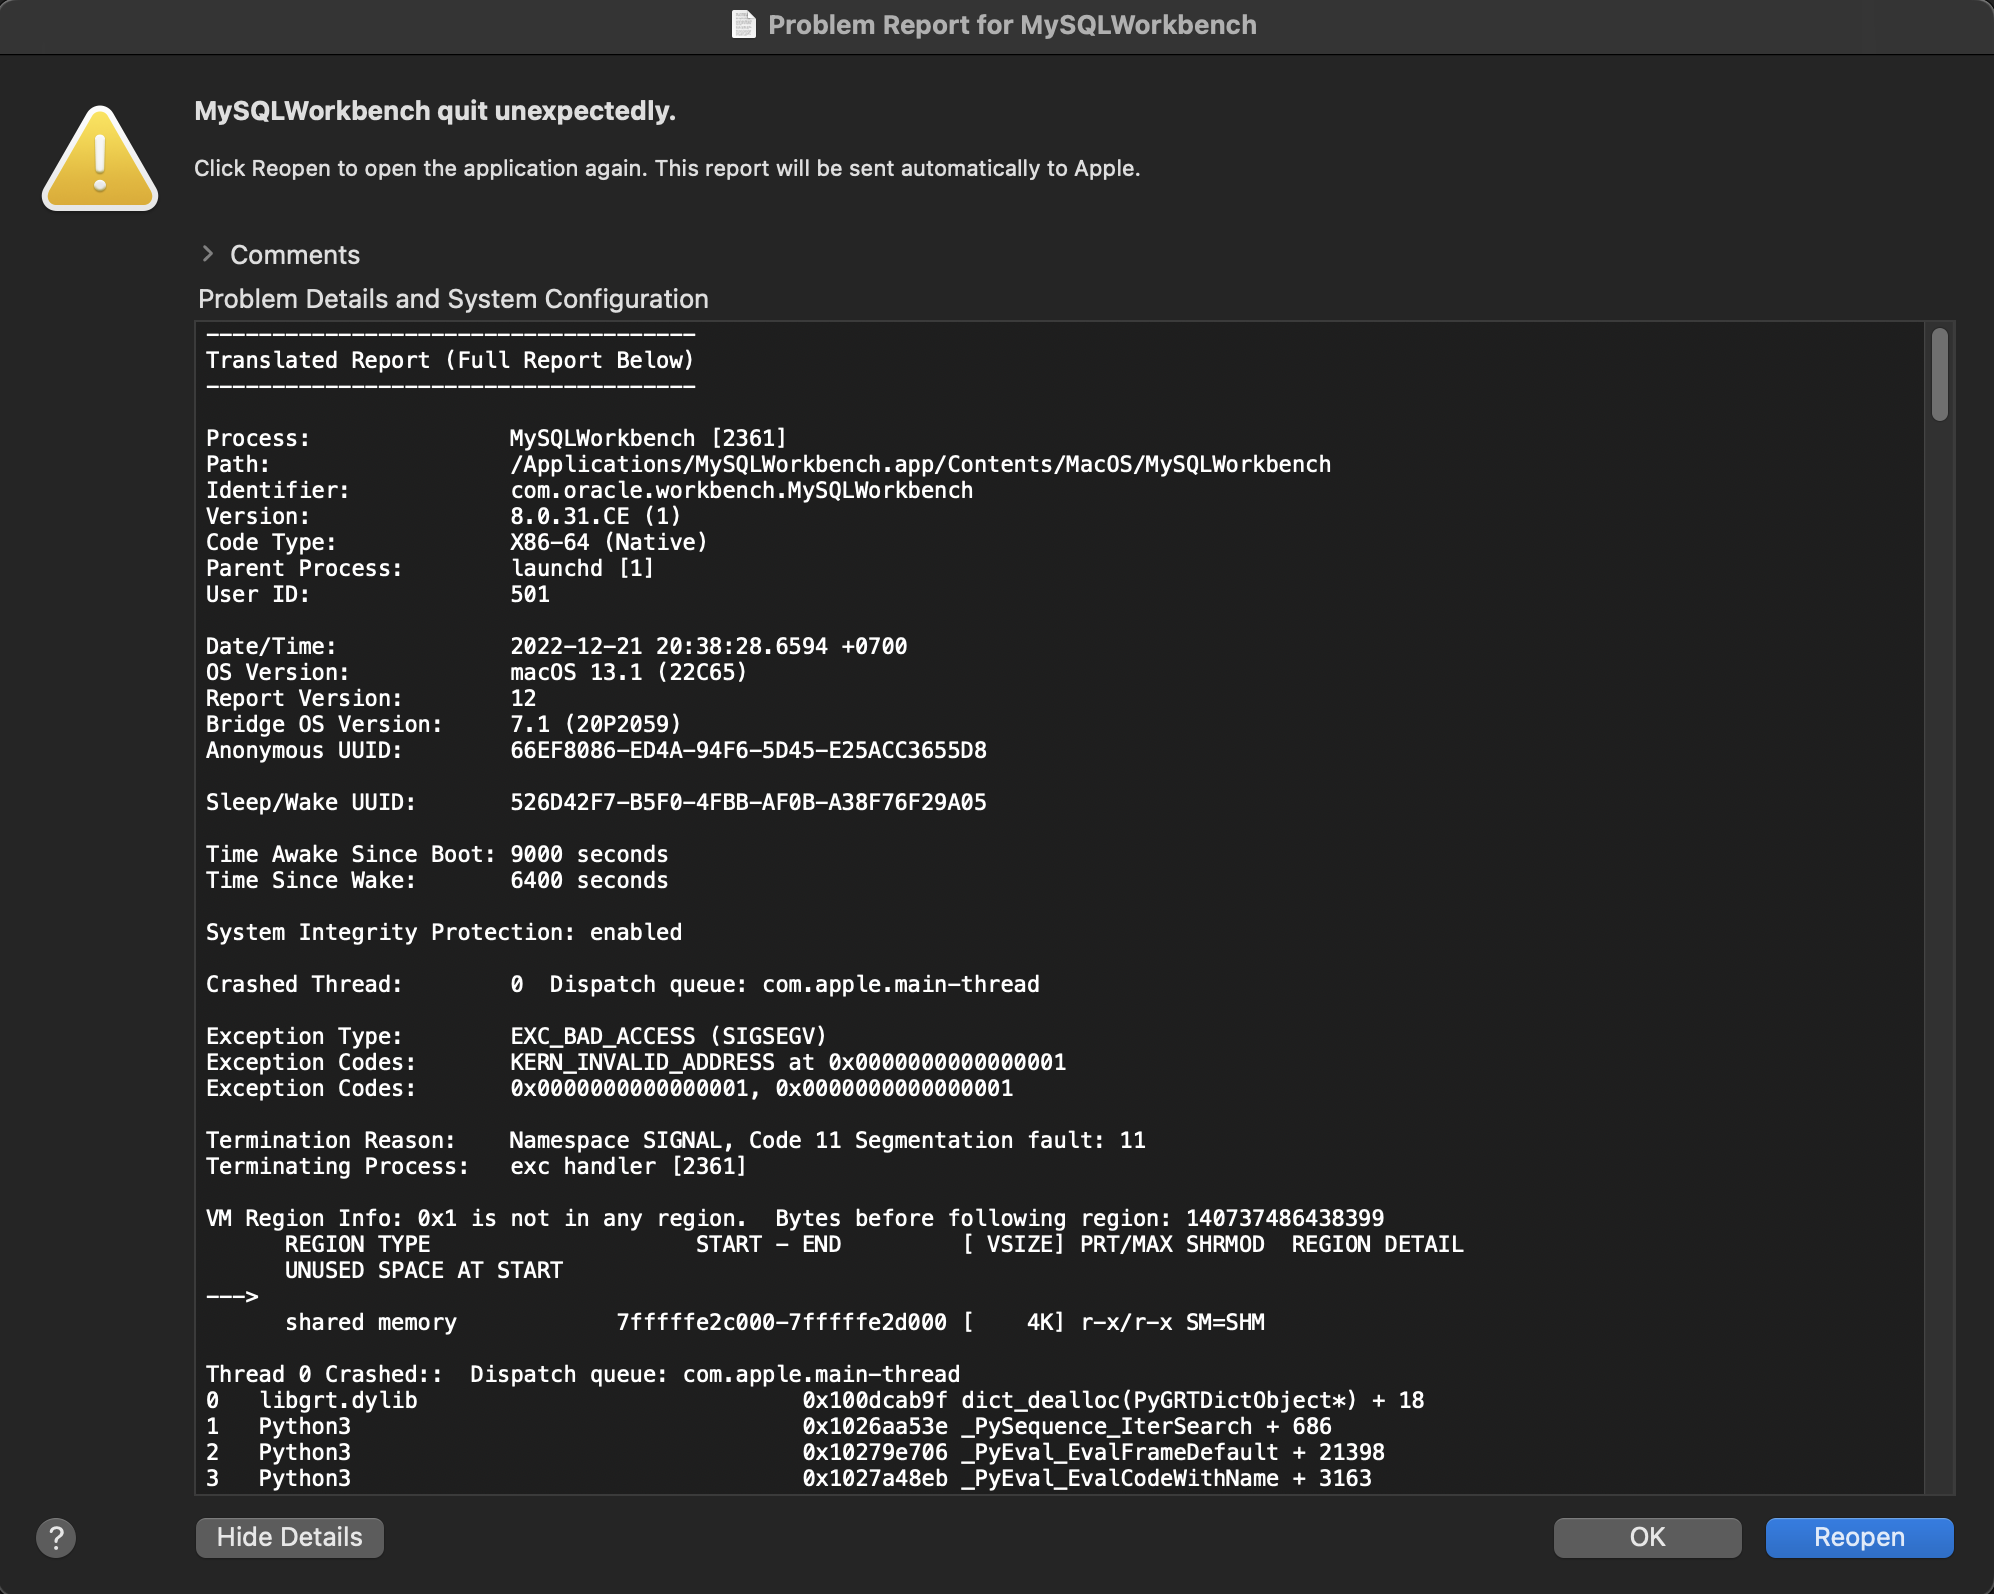 Problem Report for MySQLWorkbench
MySQLWorkbench quit unexpectedly.
Click Reopen to open the application again. This report will be sent automatically to Apple.
Comments
Problem Details and System Configuration
-------------------------------------
Translated Report (Full Report Below)
-------------------------------------
Process: MySQLWorkbench [2361]
Path: /Applications/MySQLWorkbench.app/Contents/MacOS/MySQLWorkbench
Identifier: com.oracle.workbench.MySQLWorkbench
Version: 8.0.31.CE (1)
Code Type: X86-64 (Native)
Parent Process: launchd [1]
User ID: 501
Date/Time: 2022-12-21 20:38:28.6594 +0700
OS Version: macOS 13.1 (22C65)
Report Version: 12
Bridge OS Version: 7.1 (20P2059)
Anonymous UUID: 66EF8086-ED4A-94F6-5D45-E25ACC3655D8
Sleep/Wake UUID: 526D42F7-B5F0-4FBB-AF0B-A38F76F29A05
Time Awake Since Boot: 9000 seconds
Time Since Wake: 6400 seconds
System Integrity Protection: enabled
Crashed Thread: 0 Dispatch queue: com.apple.main-thread
Exception Type: EXC_BAD_ACCESS (SIGSEGV)
Exception Codes: KERN_INVALID_ADDRESS at 0x0000000000000001
Exception Codes: 0x0000000000000001, 0x0000000000000001
Termination Reason: Namespace SIGNAL, Code 11 Segmentation fault: 11
Terminating Process: exc handler [2361]
VM Region Info: 0x1 is not in any region. Bytes before following region: 140737486438399
REGION TYPE START - END [ VSIZE] PRT/MAX SHRMOD REGION DETAIL
UNUSED SPACE AT START
--->
shared memory 7fffffe2c000-7fffffe2d000 [ 4K] r-x/r-x SM=SHM
Thread 0 Crashed:: Dispatch queue: com.apple.main-thread
0 libgrt.dylib 0x100dcab9f dict_dealloc(PyGRTDictObject*) + 18
1 Python3 0x1026aa53e _PySequence_IterSearch + 686
2 Python3 0x10279e706 _PyEval_EvalFrameDefault + 21398
3 Python3 0x1027a48eb _PyEval_EvalCodeWithName + 3163
?
Hide Details
OK
Reopen